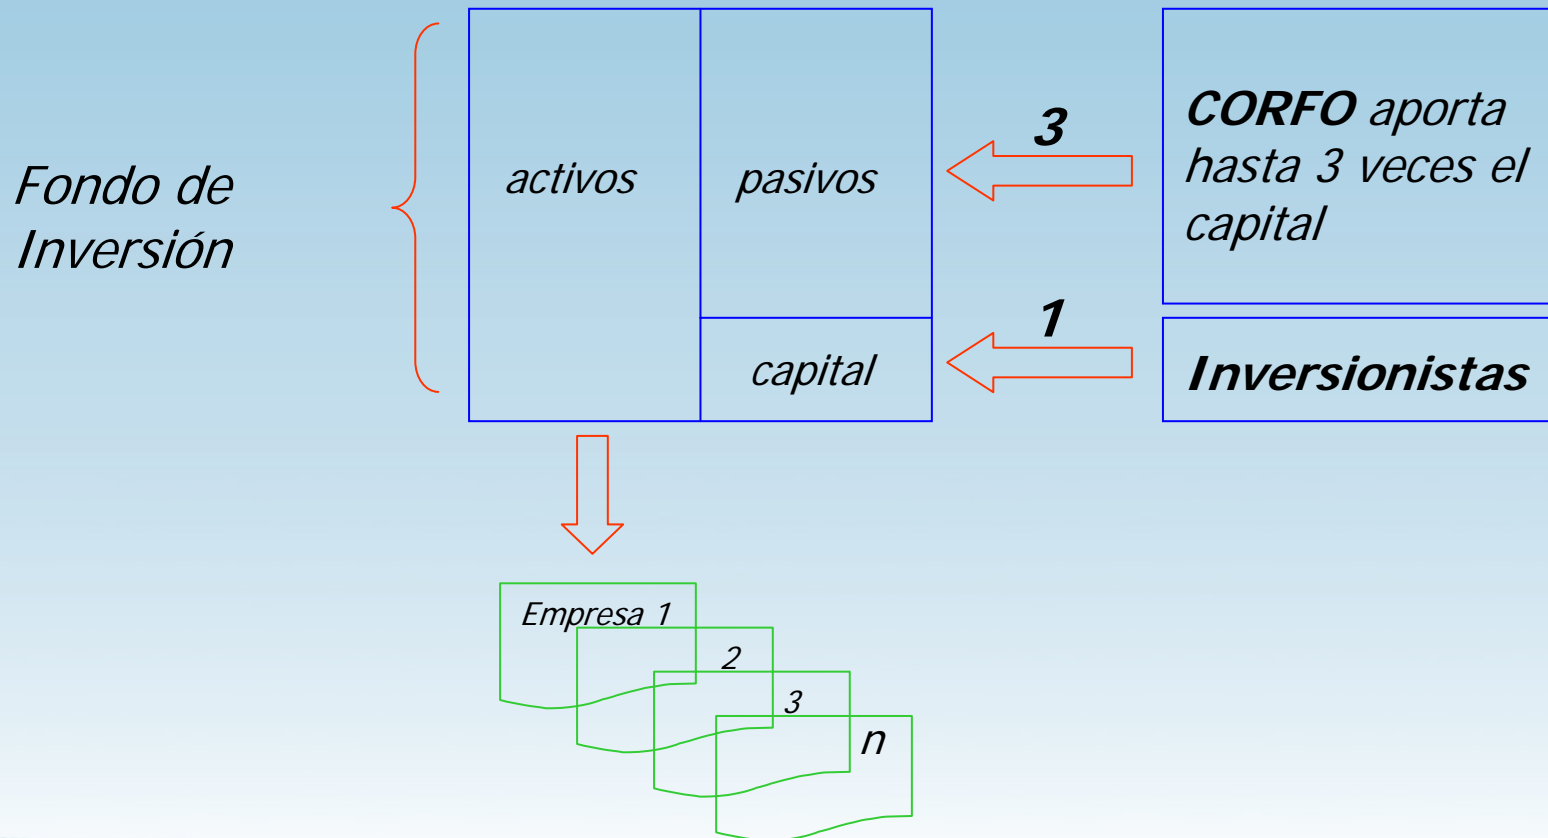 Fondo de
Inversión
activos
pasivos
capital
3
1
CORFO aporta
hasta 3 veces el
capital
Inversionistas
Empresa 1
2
3
n